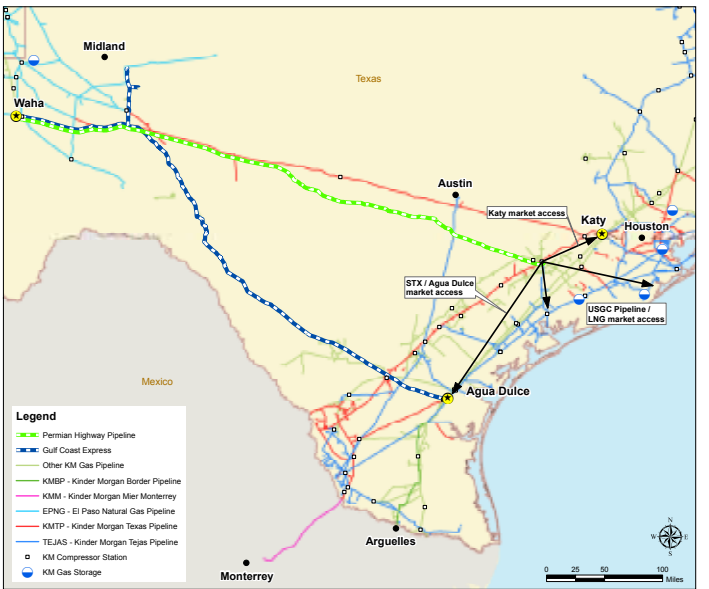 Midland
Texas
Waha
Austin
Katy market access
Katy
Houston
STX / Agua Dulce
market access
USGC Pipeline /
LNG market access
Mexico
Agua Dulce
Legend
Permian Highway Pipeline
Gulf Coast Express
Other KM Gas Pipeline
KMBP - Kinder Morgan Border Pipeline
KMM - Kinder Morgan Mier Monterrey
EPNG - El Paso Natural Gas Pipeline
KMTP - Kinder Morgan Texas Pipeline
TEJAS - Kinder Morgan Tejas Pipeline
KM Compressor Station
KM Gas Storage
Arguelles
Monterrey
N
W E
S
0 25 50 100
Miles